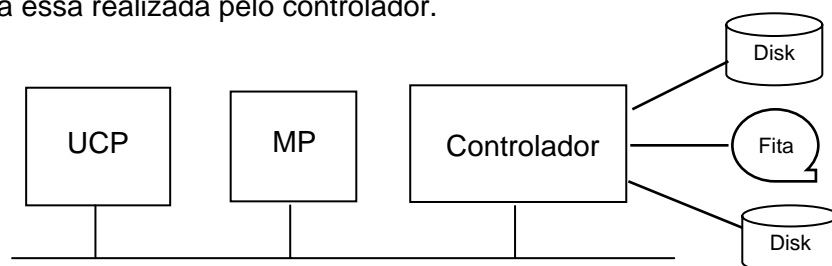 a essa realizada pelo controlador.
Disk
UCP
MP
Controlador
Fita
Disk